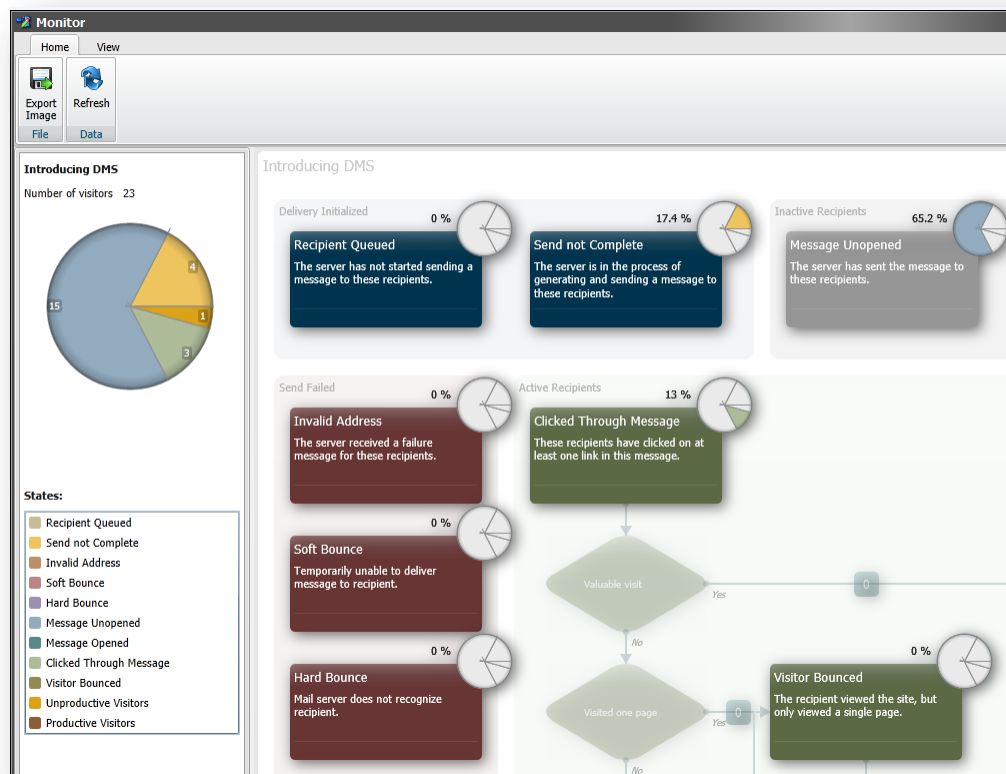 Monitor
Home
View
Export
Image
Refresh
File
Data
Introducing DMS
Number of visitors 23
4
15
1
3
States:
Recipient Queued
Send not Complete
Invalid Address
Soft Bounce
Hard Bounce
Message Unopened
Message Opened
Clicked Through Message
Visitor Bounced
Unproductive Visitors
Productive Visitors
Introducing DMS
Delivery Initialized
0 %
Recipient Queued
The server has not started sending a
message to these recipients.
17.4 %
Send not Complete
The server is in the process of
generating and sending a message to
these recipients.
Inactive Recipients
65.2 %
Message Unopened
The server has sent the message to
these recipients.
Send Failed
0 %
Invalid Address
The server received a failure
message for these recipients.
Active Recipients
13 %
Clicked Through Message
These recipients have clicked on at
least one link in this message.
0 %
Soft Bounce
Temporarily unable to deliver
message to recipient.
Valuable visit
Yes
0
No
0 %
Hard Bounce
Mail server does not recognize
recipient.
Visited one page
Yes
0
No
0 %
Visitor Bounced
The recipient viewed the site, but
only viewed a single page.